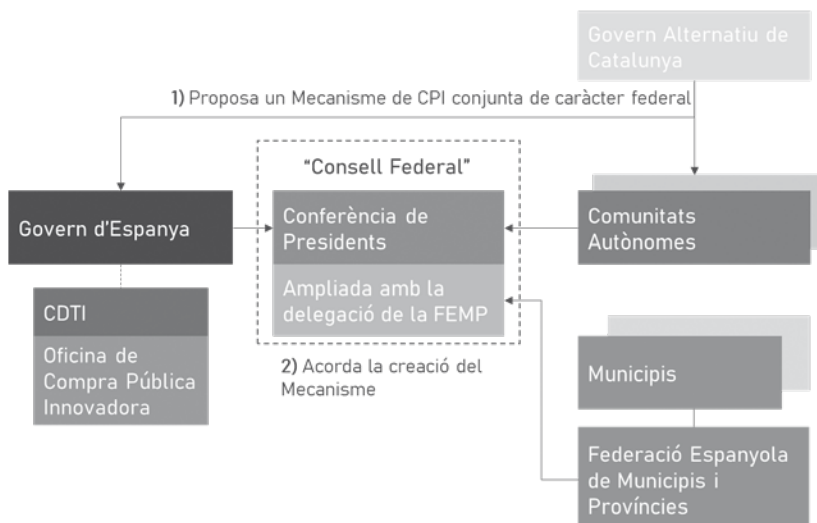 Govern Alternatiu de
Catalunya
1) Proposa un Mecanisme de CPI conjunta de caràcter federal
"Consell Federal"
Govern d'Espanya
Conferència de
Presidents
Comunitats
Autònomes
Ampliada amb la
delegació de la FEMP
CDTI
Oficina de
Compra Pública
Innovadora
2) Acorda la creació del
Mecanisme
Municipis
Federació Espanyola
de Municipis i
Províncies